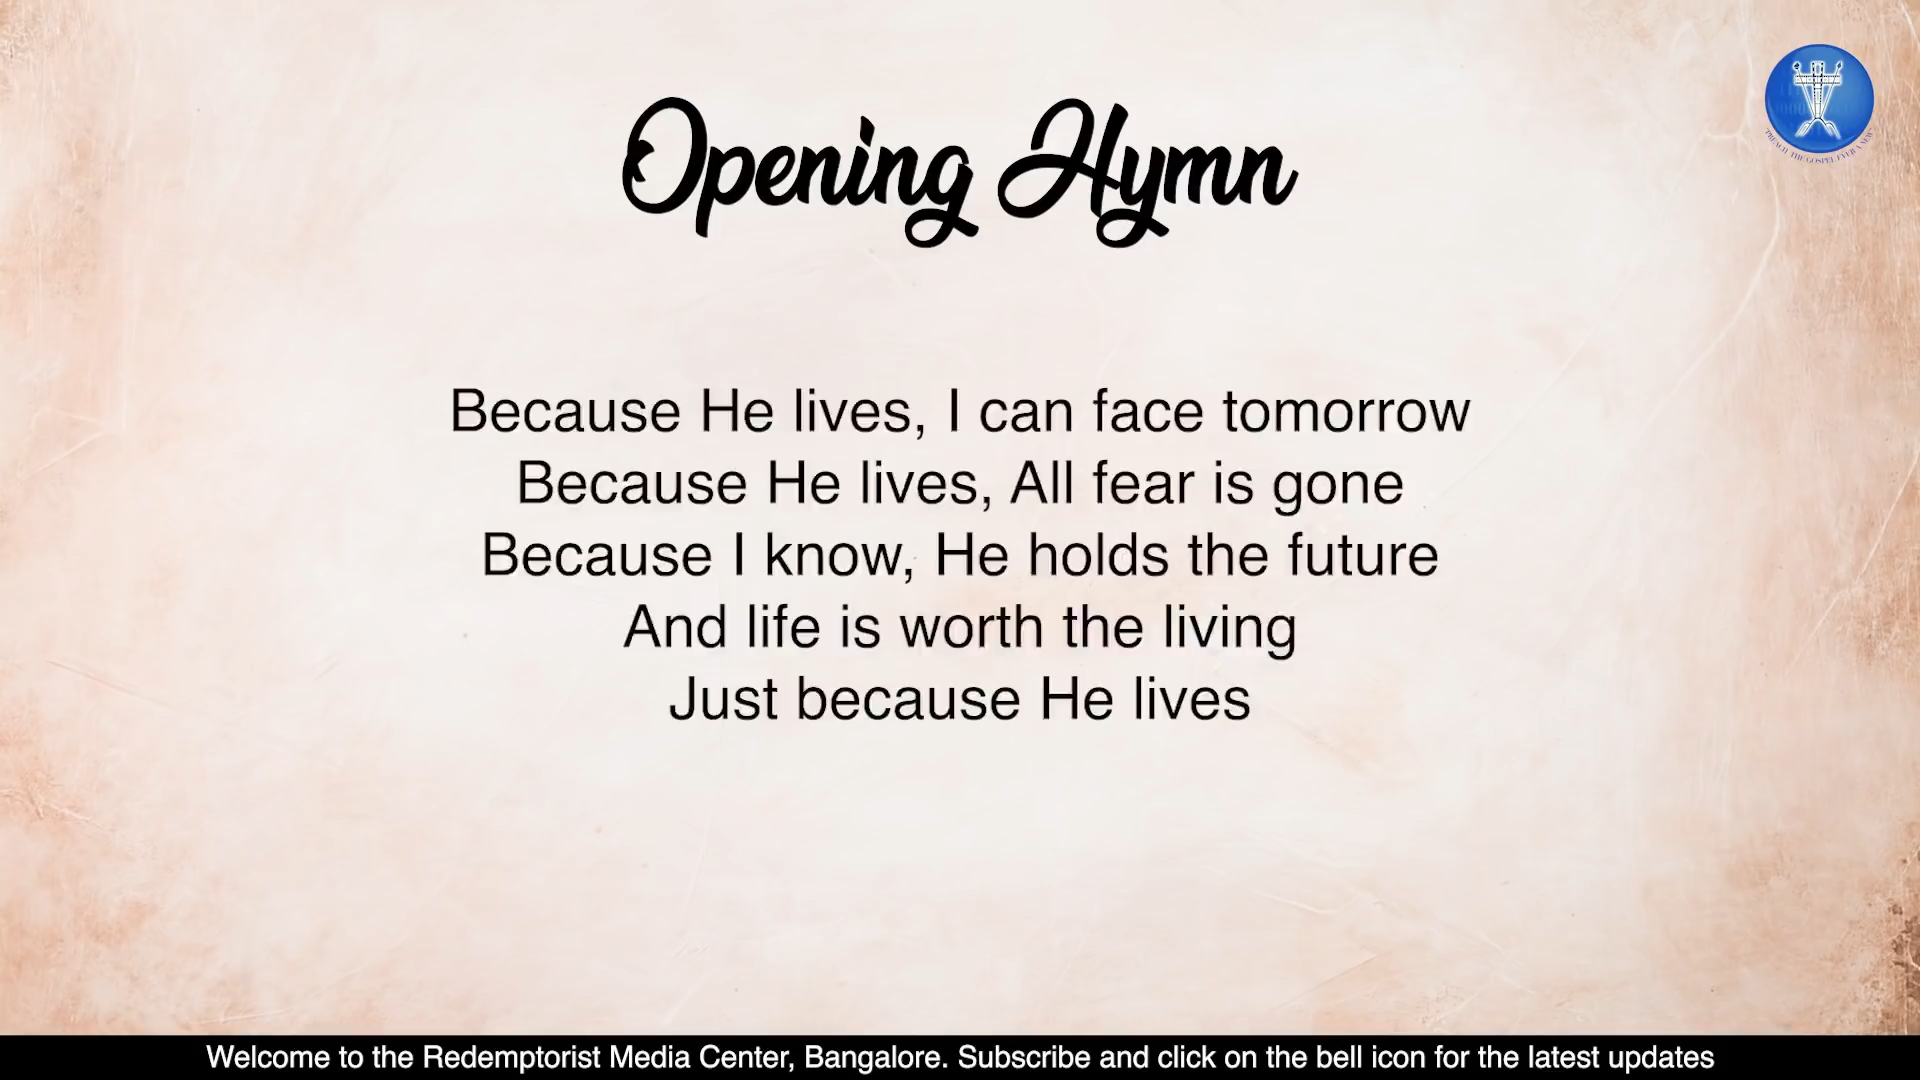 Opening Hymn
Because He lives, I can face tomorrow
Because He lives, All fear is gone
Because I know, He holds the future
And life is worth the living
Just because He lives
Welcome to the Redemptorist Media Center, Bangalore. Subscribe and click on the bell icon for the latest updates